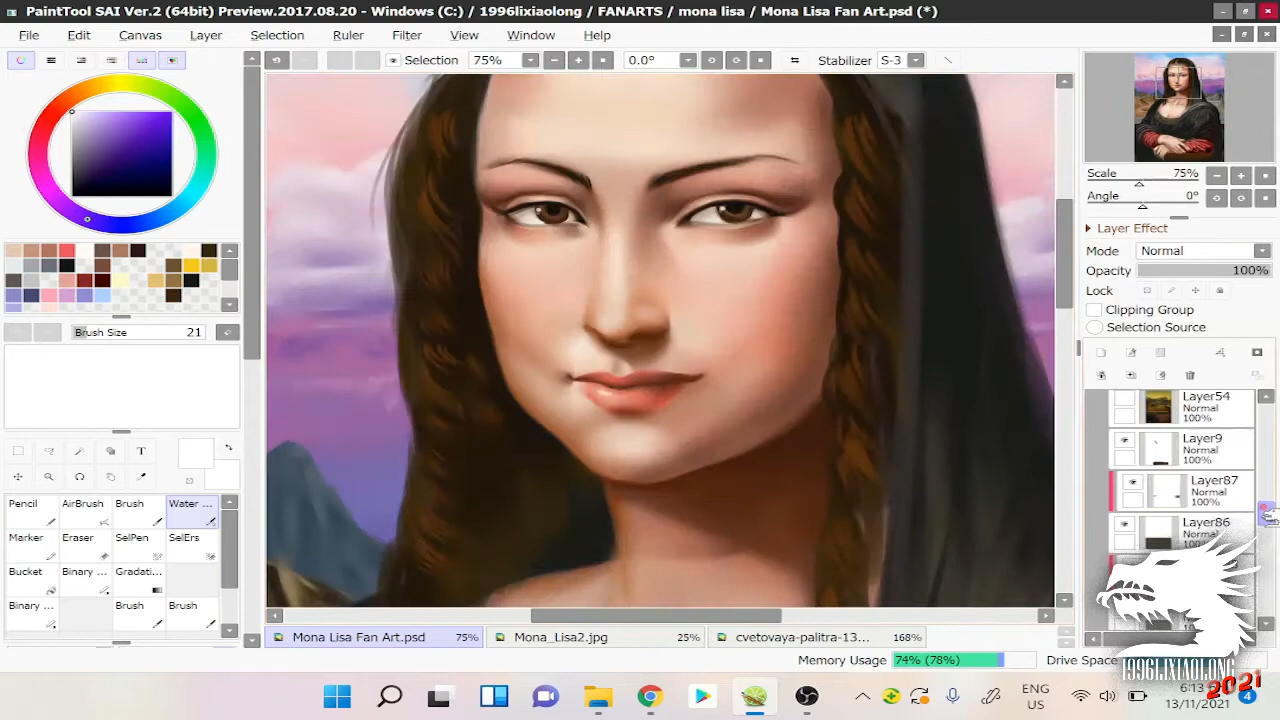 PaintTool SAI Ver.2 (64bit) Preview.2017.08.20 - Windows (C:) / 1996lixiaolong / FANARTS / mona lisa / Mona Lisa Fan Art.psd (*)
File Edit Canvas Layer Selection Ruler Filter View Window Help
Selection 75% 0.0° Stabilizer S-3
Scale 75%
Angle 0°
Layer Effect
Mode Normal
Opacity 100%
Lock
Clipping Group
Selection Source
Brush Size 21
T
Pencil AirBrush Brush Water ...
Marker Eraser SelPen SelErs
Bucket Binary ... Gradati...
Binary ... Brush Brush
Layer54
Normal
100%
Layer9
Normal
100%
Layer87
Normal
100%
Layer86
Normal
Mona Lisa Fan Art.psd 75% Mona_Lisa2.jpg 25% cvetovaya-palitra-13... 168%
Memory Usage 74% (78%) Drive Space
1996LIXIAOLONG
2021
ENG
US
6:13
13/11/2021
4